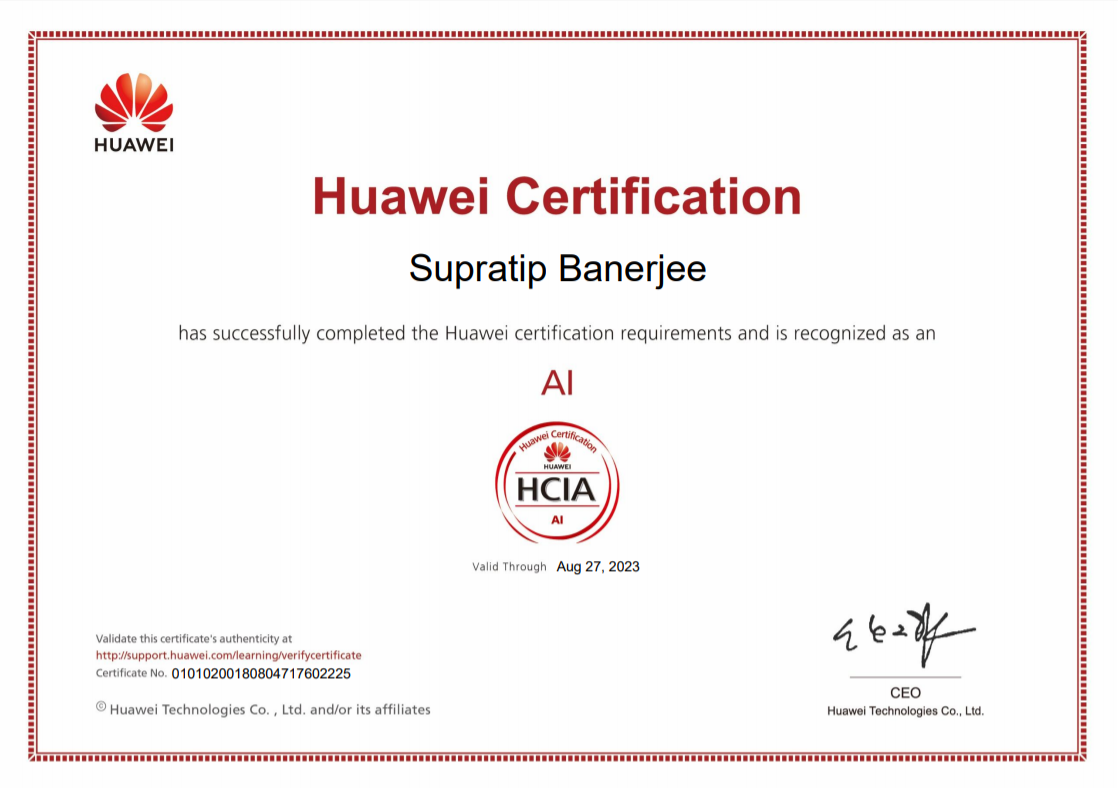 HUAWEI
Huawei Certification
Supratip Banerjee
has successfully completed the Huawei certification requirements and is recognized as an
AI
Huawei Certification
HUAWEI
HCIA
AI
Valid Through Aug 27, 2023
Validate this certificate's authenticity at
http://support.huawei.com/learning/verifycertificate
Certificate No. 01010200180804717602225
© Huawei Technologies Co. , Ltd. and/or its affiliates
CEO
Huawei Technologies Co., Ltd.